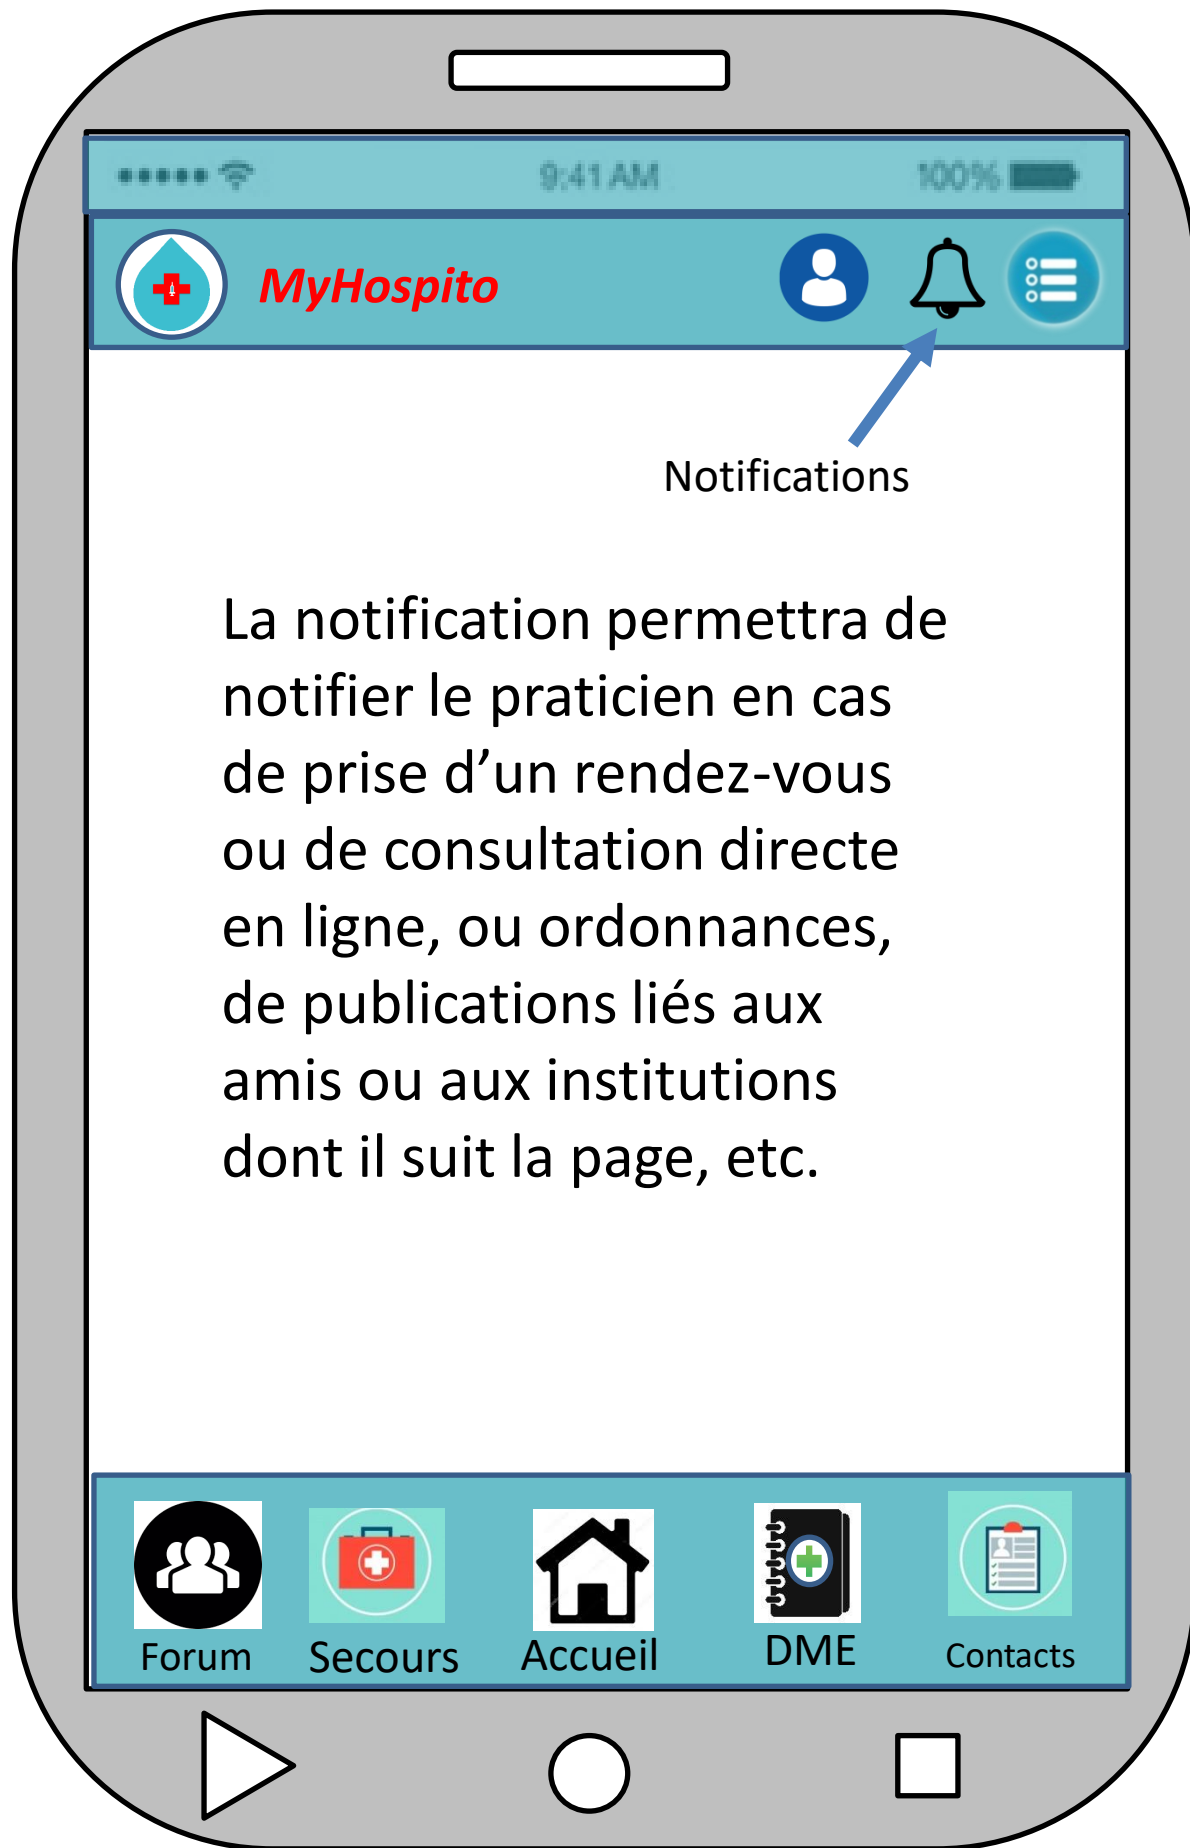 9:41 AM
100%
MyHospito
Notifications
La notification permettra de
notifier le praticien en cas
de prise d’un rendez-vous
ou de consultation directe
en ligne, ou ordonnances,
de publications liés aux
amis ou aux institutions
dont il suit la page, etc.
Forum
Secours
Accueil
DME
Contacts